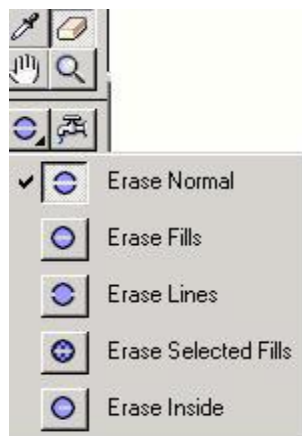 Erase Normal
Erase Fills
Erase Lines
Erase Selected Fills
Erase Inside